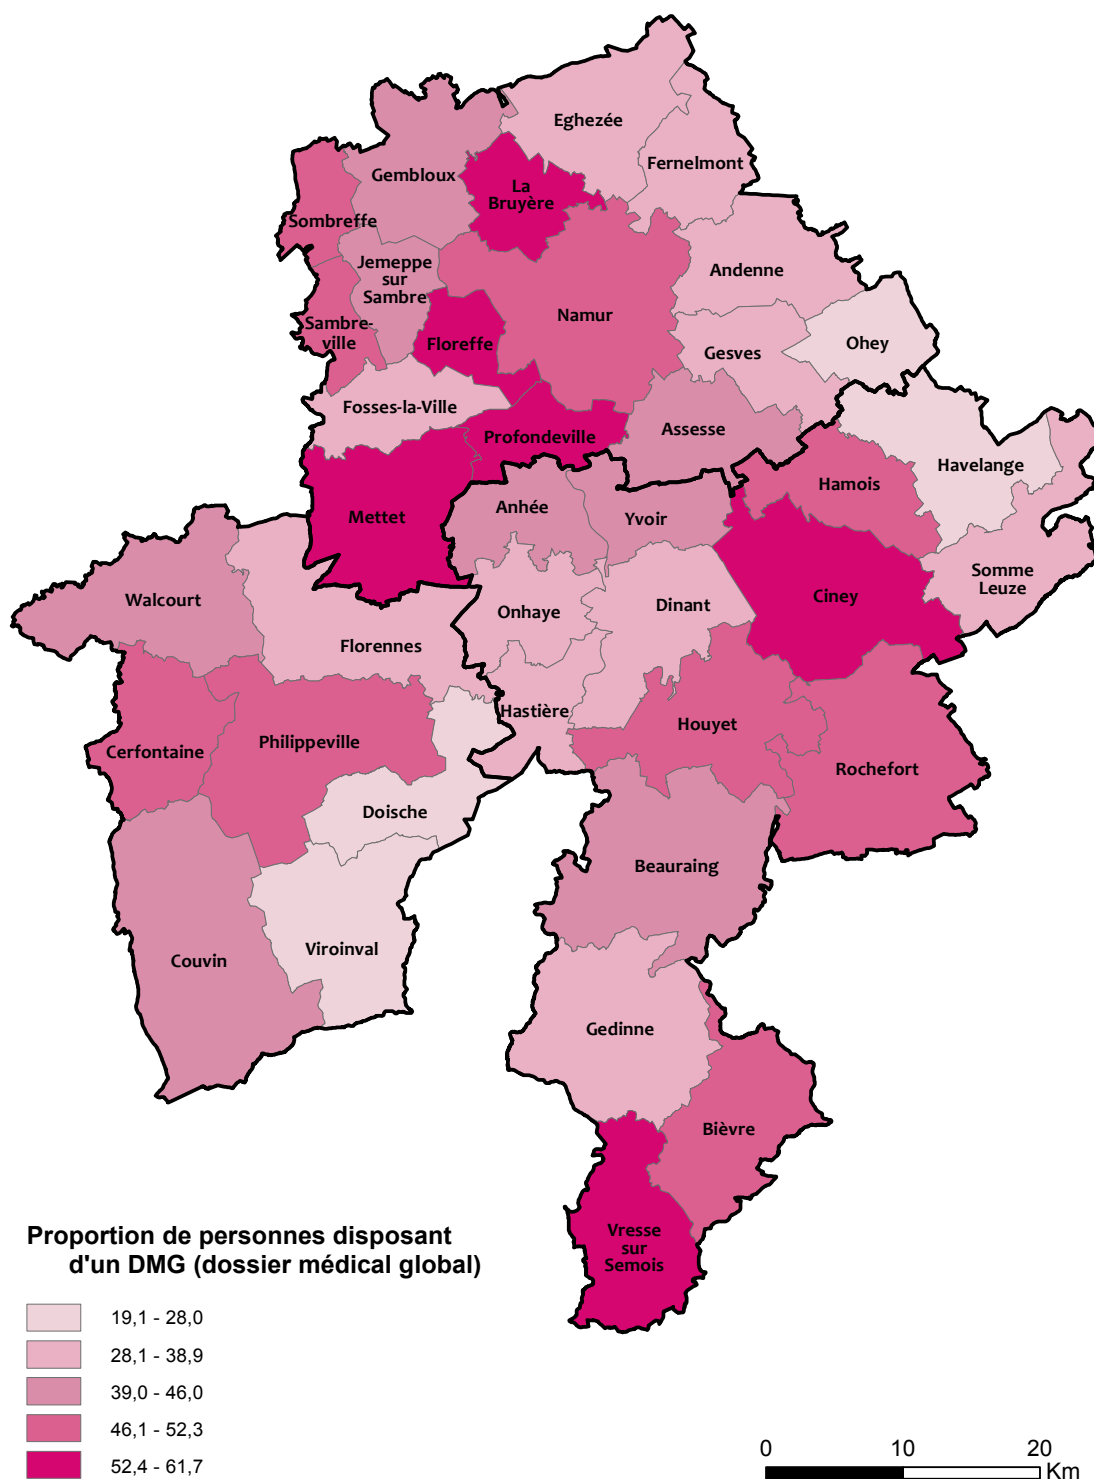 Eghezée
Fernelmont
Gembloux
La
Bruyère
Sombreffe
Jemeppe
sur
Sambre
Andenne
Namur
Sambre-
ville
Floreffe
Gesves
Ohey
Fosses-la-Ville
Profondeville
Assesse
Havelange
Hamois
Mettet
Anhée
Yvoir
Somme
Leuze
Walcourt
Onhaye
Dinant
Ciney
Florennes
Hastière
Houyet
Cerfontaine
Philippeville
Rochefort
Doische
Beauraing
Viroinval
Couvin
Gedinne
Bièvre
Vresse
sur
Semois
Proportion de personnes disposant
d'un DMG (dossier médical global)
19,1 - 28,0
28,1 - 38,9
39,0 - 46,0
46,1 - 52,3
52,4 - 61,7
0 10 20
Km